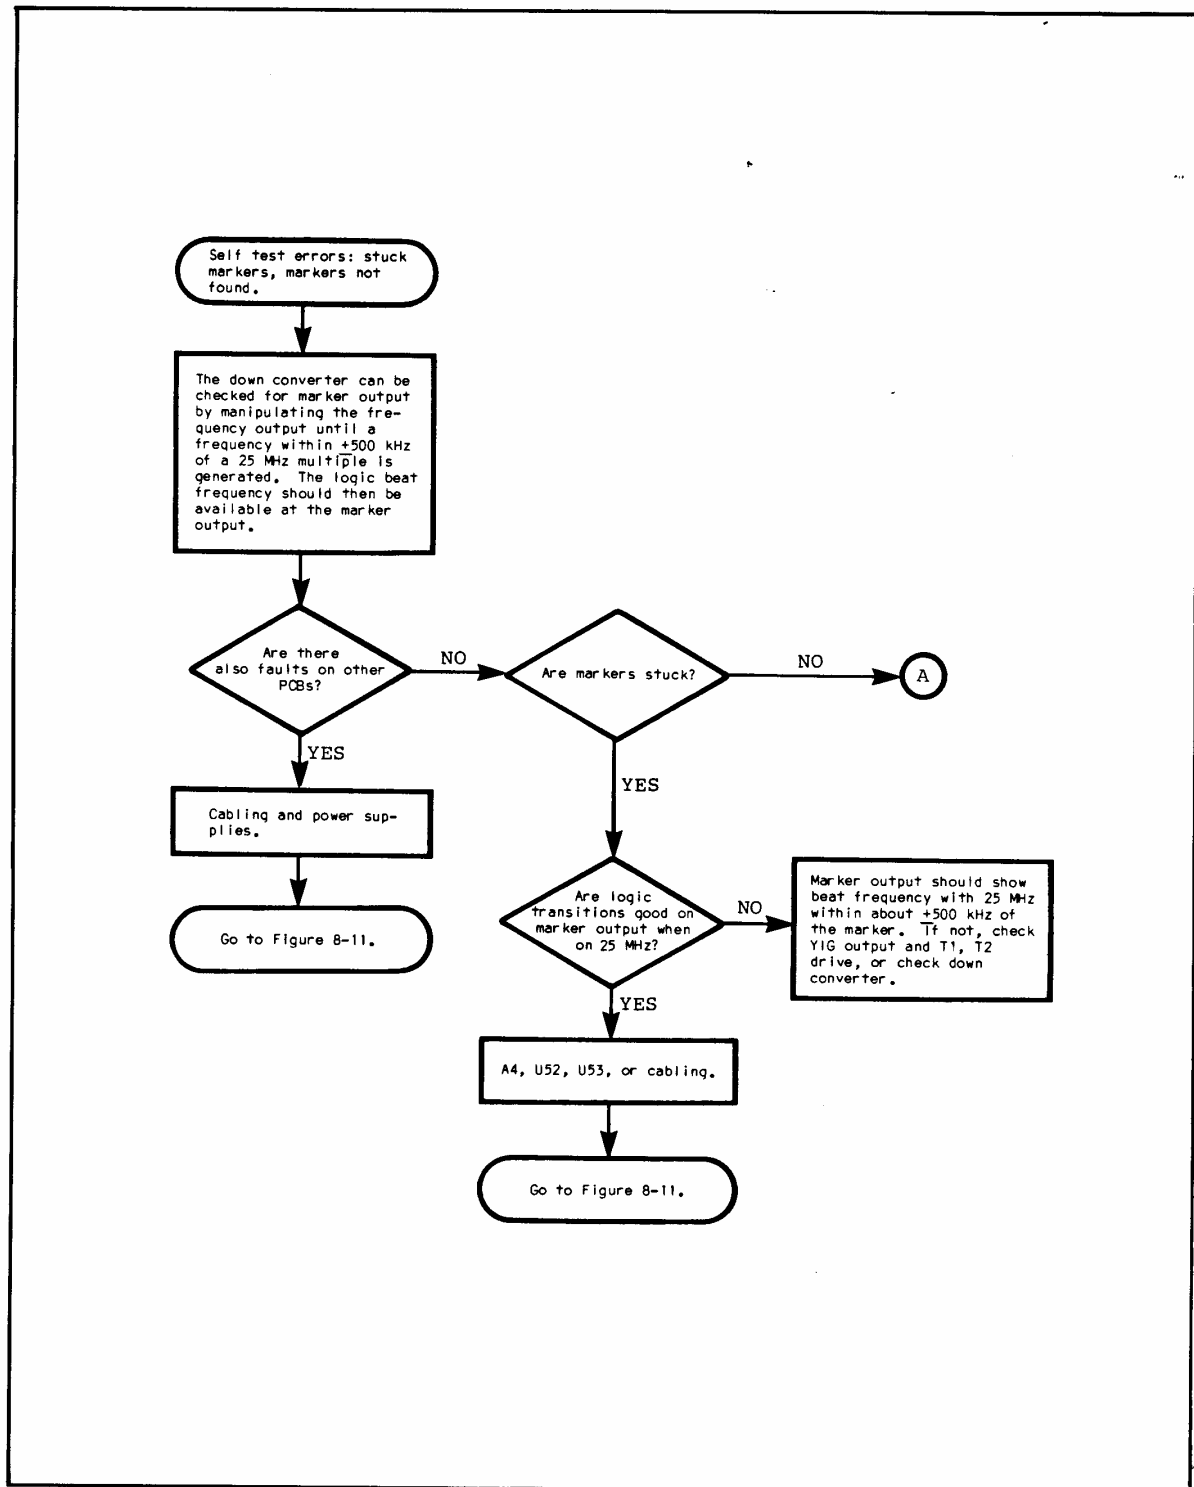 Self test errors: stuck
markers, markers not
found.
The down converter can be
checked for marker output
by manipulating the fre-
quency output until a
frequency within ±500 kHz
of a 25 MHz multiple is
generated. The logic beat
frequency should then be
available at the marker
output.
Are there
also faults on other
PCBs?
NO
Are markers stuck?
NO
A
YES
Cabling and power sup-
plies.
Go to Figure 8-11.
YES
Are logic
transitions good on
marker output when
on 25 MHz?
NO
Marker output should show
beat frequency with 25 MHz
within about ±500 kHz of
the marker. If not, check
YIG output and T1, T2
drive, or check down
converter.
YES
A4, U52, U53, or cabling.
Go to Figure 8-11.